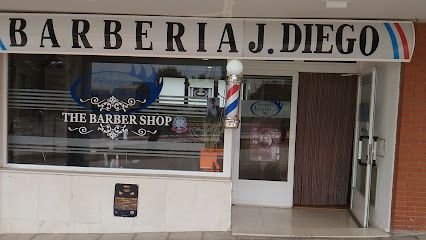 BARBERIA J. DIEGO
THE BARBER SHOP